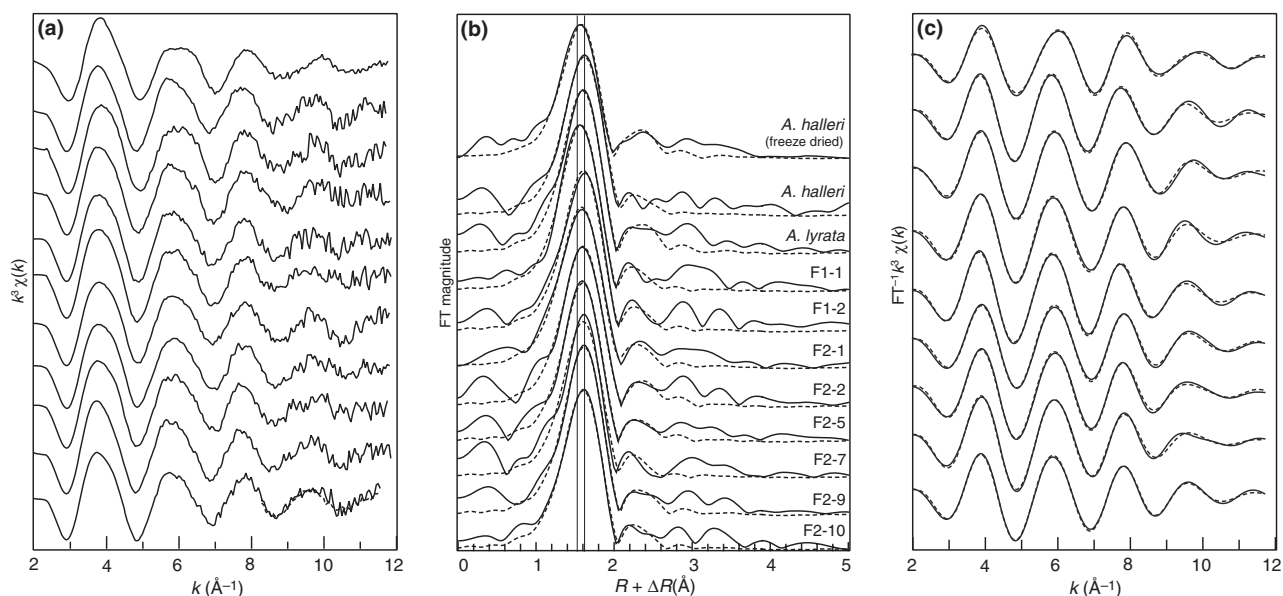 (a)
k³ χ(k)
2 4 6 8 10 12
k (Å⁻¹)
(b)
FT magnitude
A. halleri
(freeze dried)
A. halleri
A. lyrata
F1-1
F1-2
F2-1
F2-2
F2-5
F2-7
F2-9
F2-10
0 1 2 3 4 5
R + ΔR(Å)
(c)
FT⁻¹k³ χ(k)
2 4 6 8 10 12
k (Å⁻¹)